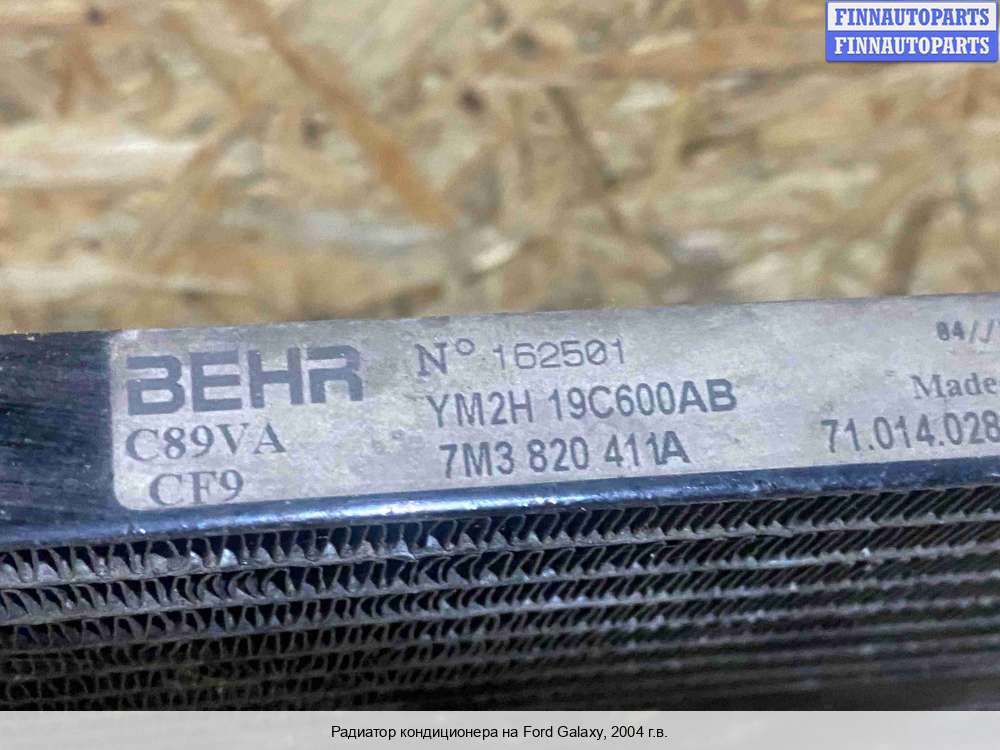 FINNAUTOPARTS
FINNAUTOPARTS
BEHR N° 162501
YM2H 19C600AB Made
C89VA 7M3 820 411A 71.014.028
CF9
Радиатор кондиционера на Ford Galaxy, 2004 г.в.